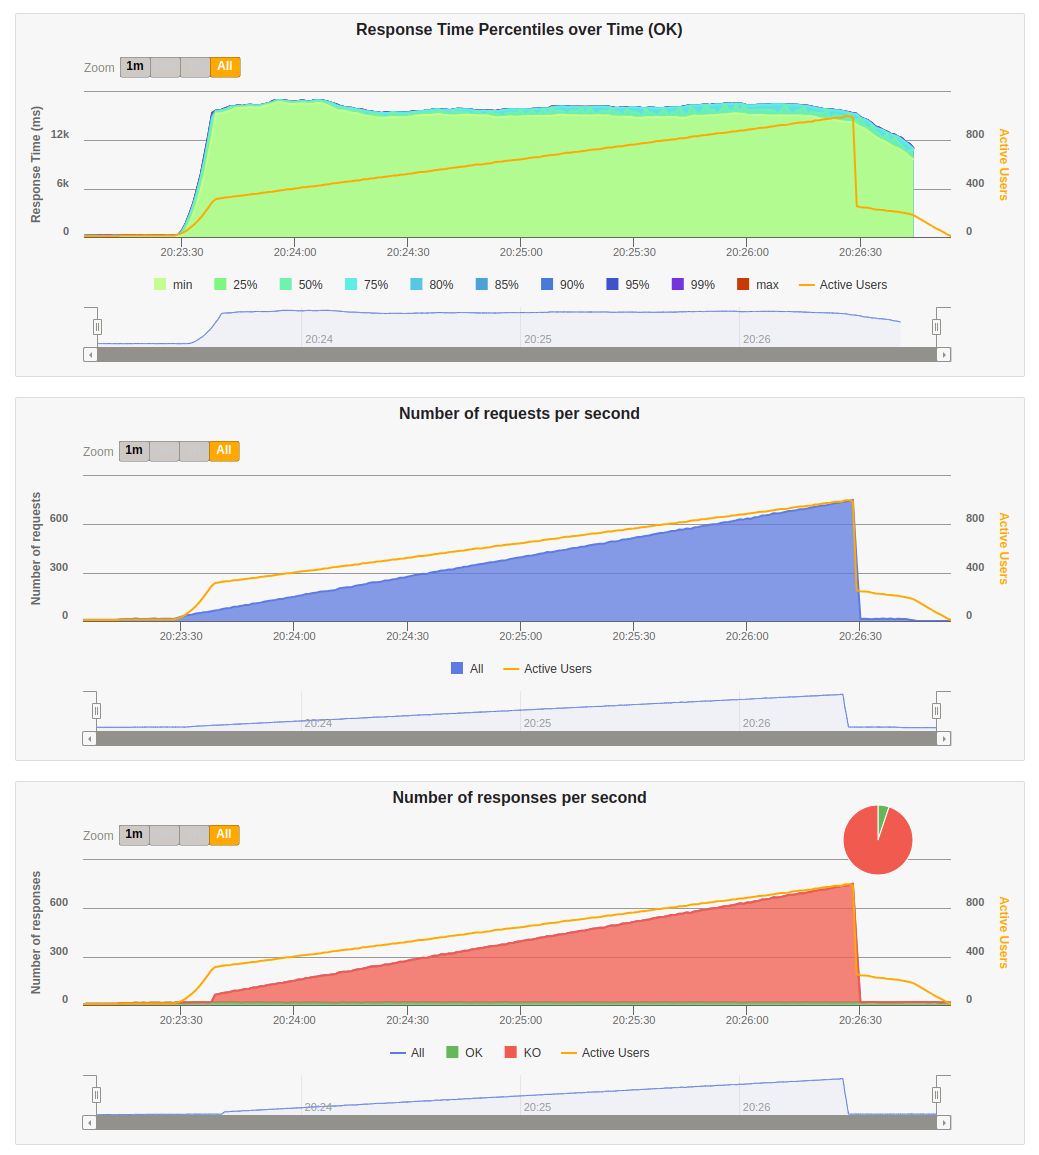 Response Time Percentiles over Time (OK)
Zoom 1m All
Response Time (ms)
12k
6k
0
800
400
0
Active Users
20:23:30 20:24:00 20:24:30 20:25:00 20:25:30 20:26:00 20:26:30
min 25% 50% 75% 80% 85% 90% 95% 99% max Active Users
20:24 20:25 20:26
Number of requests per second
Zoom 1m All
Number of requests
600
300
0
800
400
0
Active Users
20:23:30 20:24:00 20:24:30 20:25:00 20:25:30 20:26:00 20:26:30
All Active Users
20:24 20:25 20:26
Number of responses per second
Zoom 1m All
Number of responses
600
300
0
800
400
0
Active Users
20:23:30 20:24:00 20:24:30 20:25:00 20:25:30 20:26:00 20:26:30
All OK KO Active Users
20:24 20:25 20:26